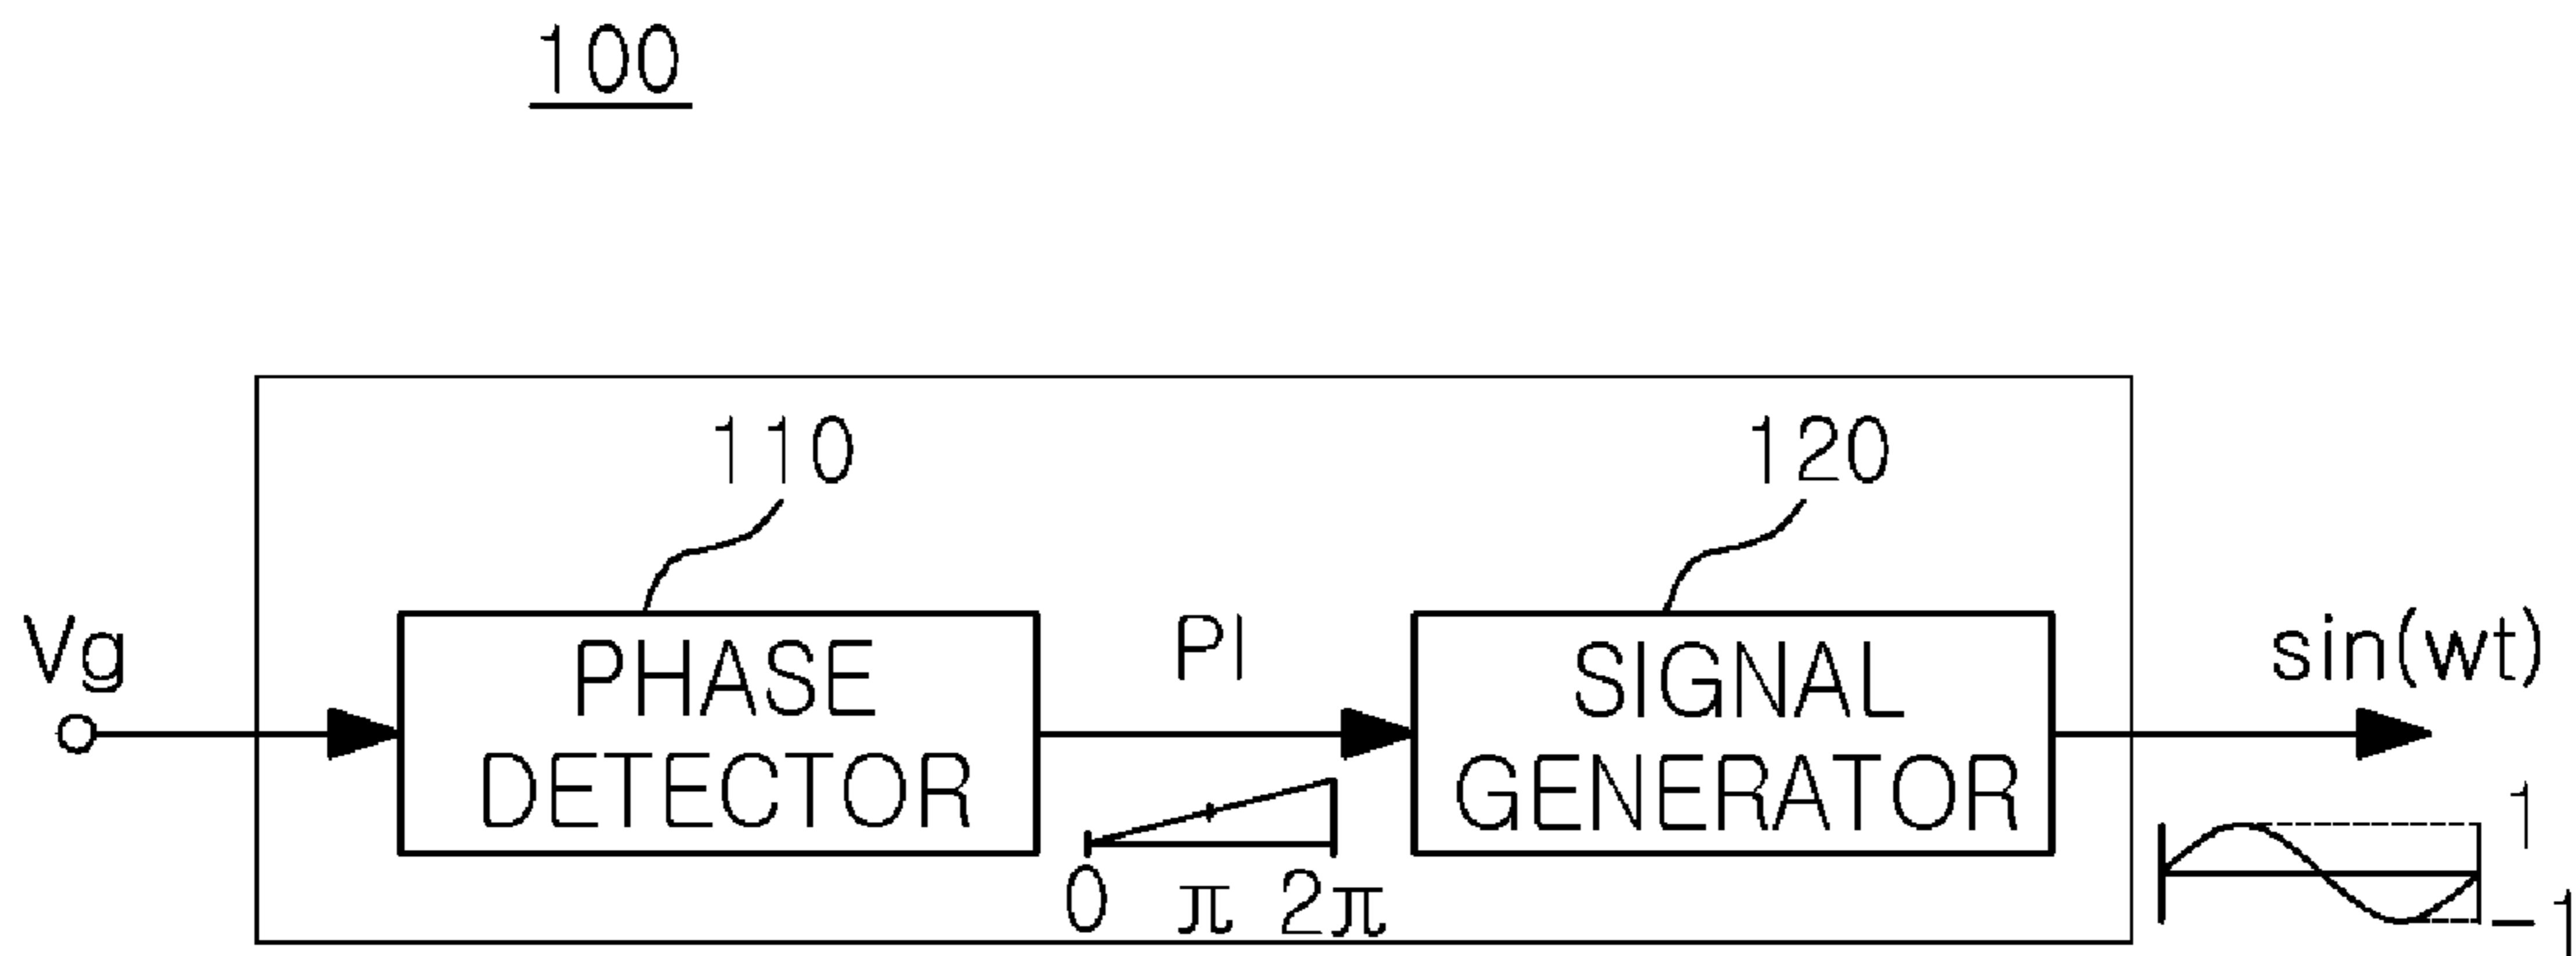 100
110
120
Vg
PHASE
DETECTOR
PI
SIGNAL
GENERATOR
sin(wt)
0 π 2π
1
-1